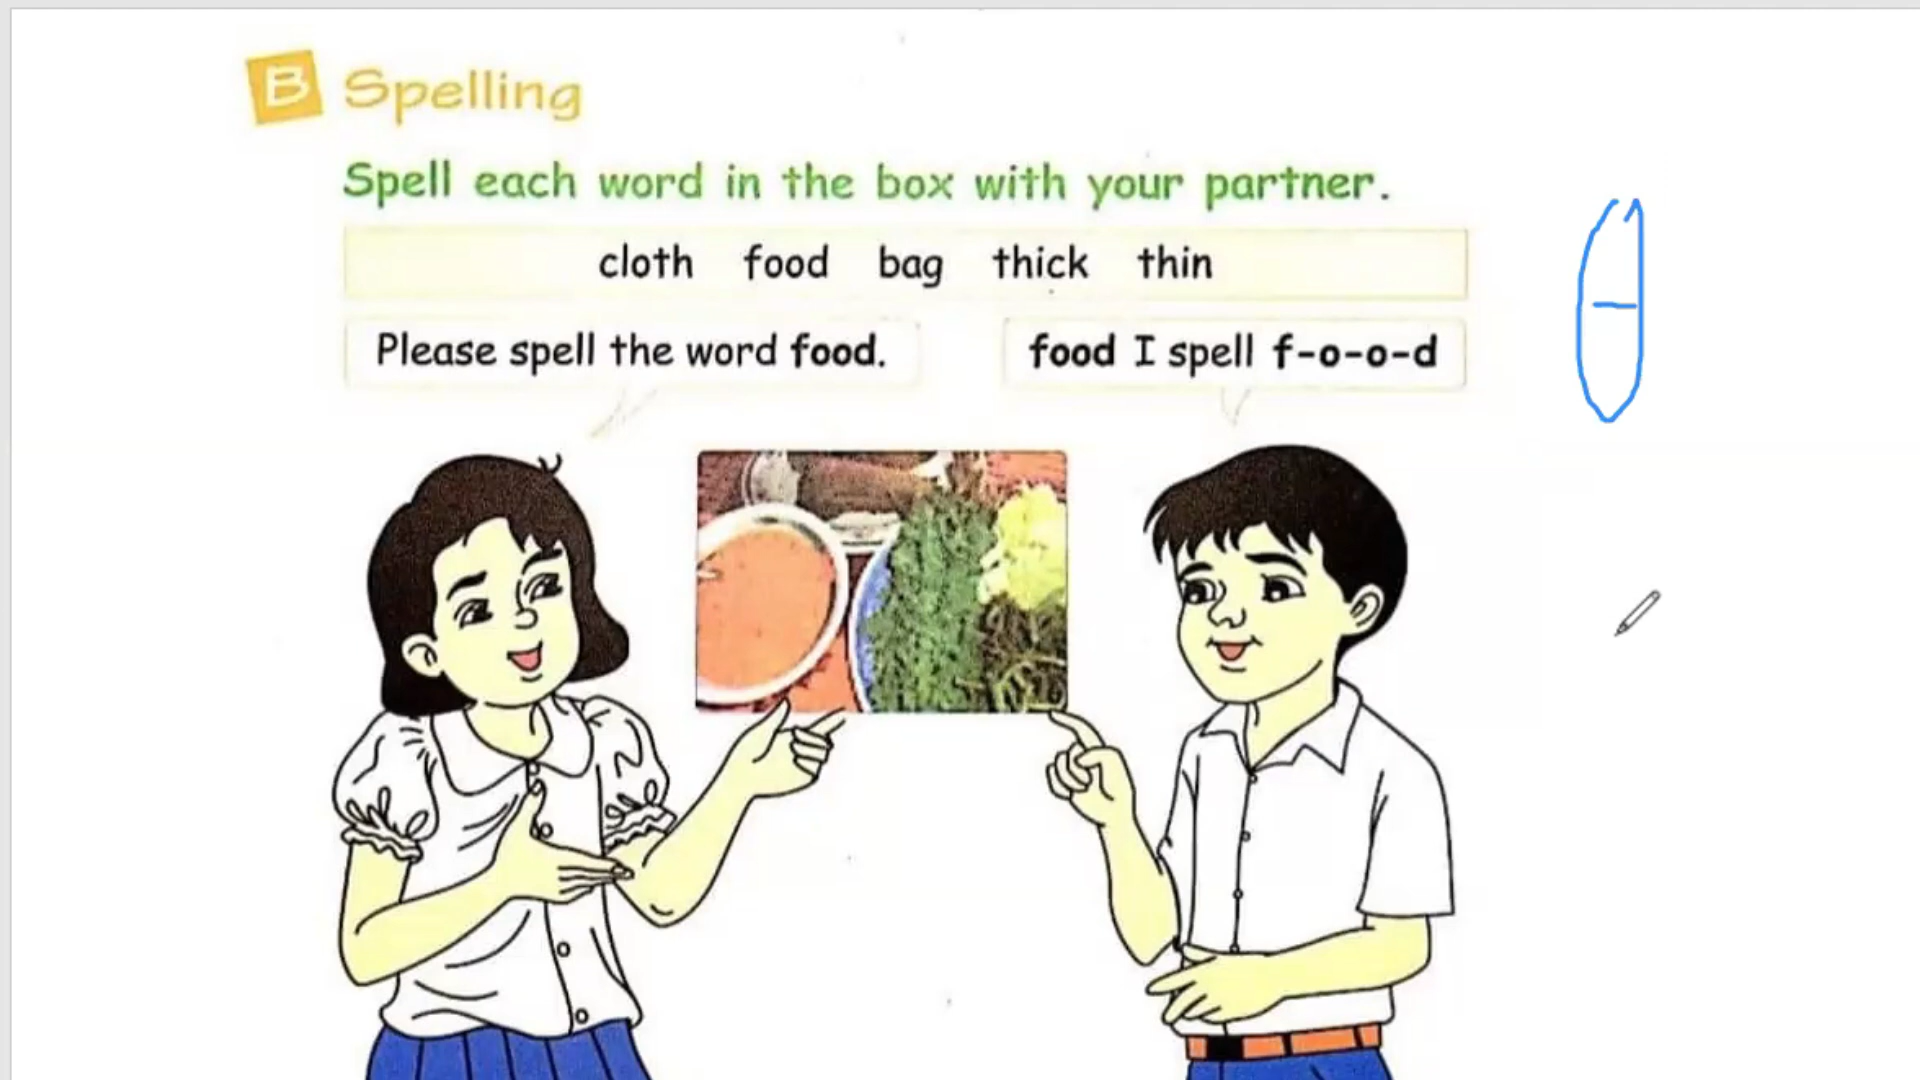 B Spelling
Spell each word in the box with your partner.
cloth food bag thick thin
Please spell the word food.
food I spell f-o-o-d
θ